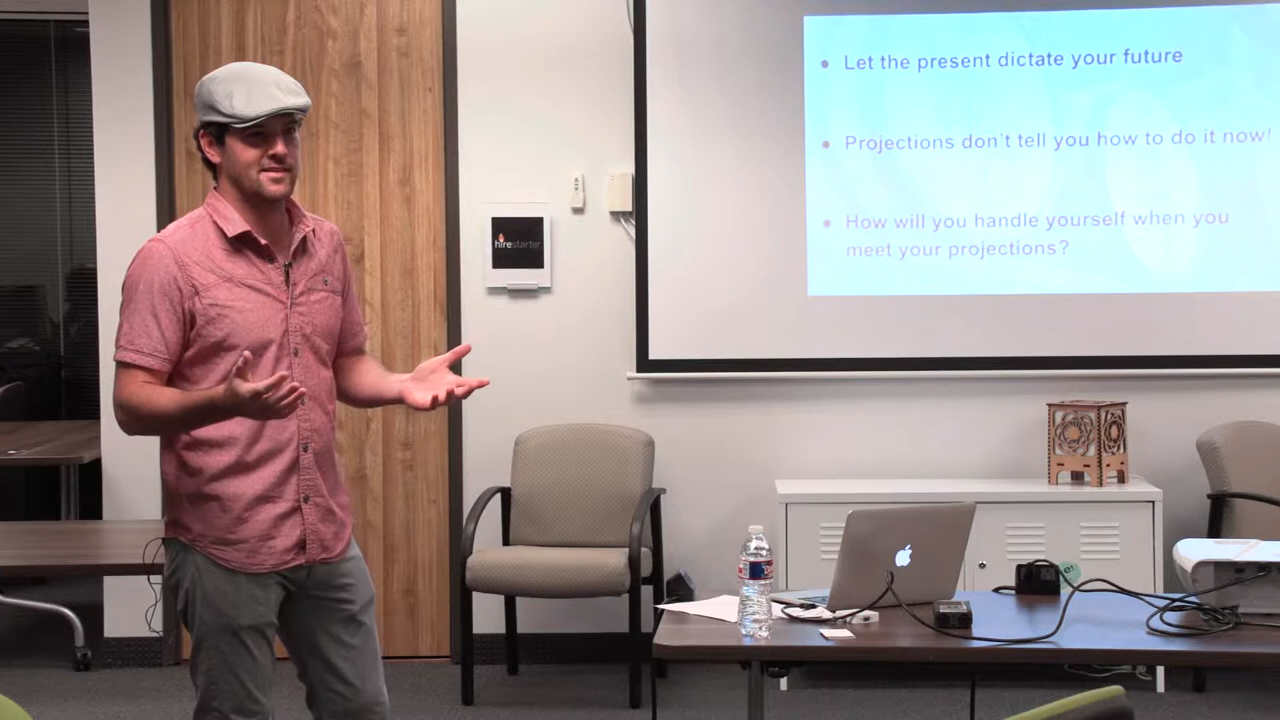 • Let the present dictate your future
• Projections don't tell you how to do it now!
• How will you handle yourself when you
meet your projections?
hirestarter
e!